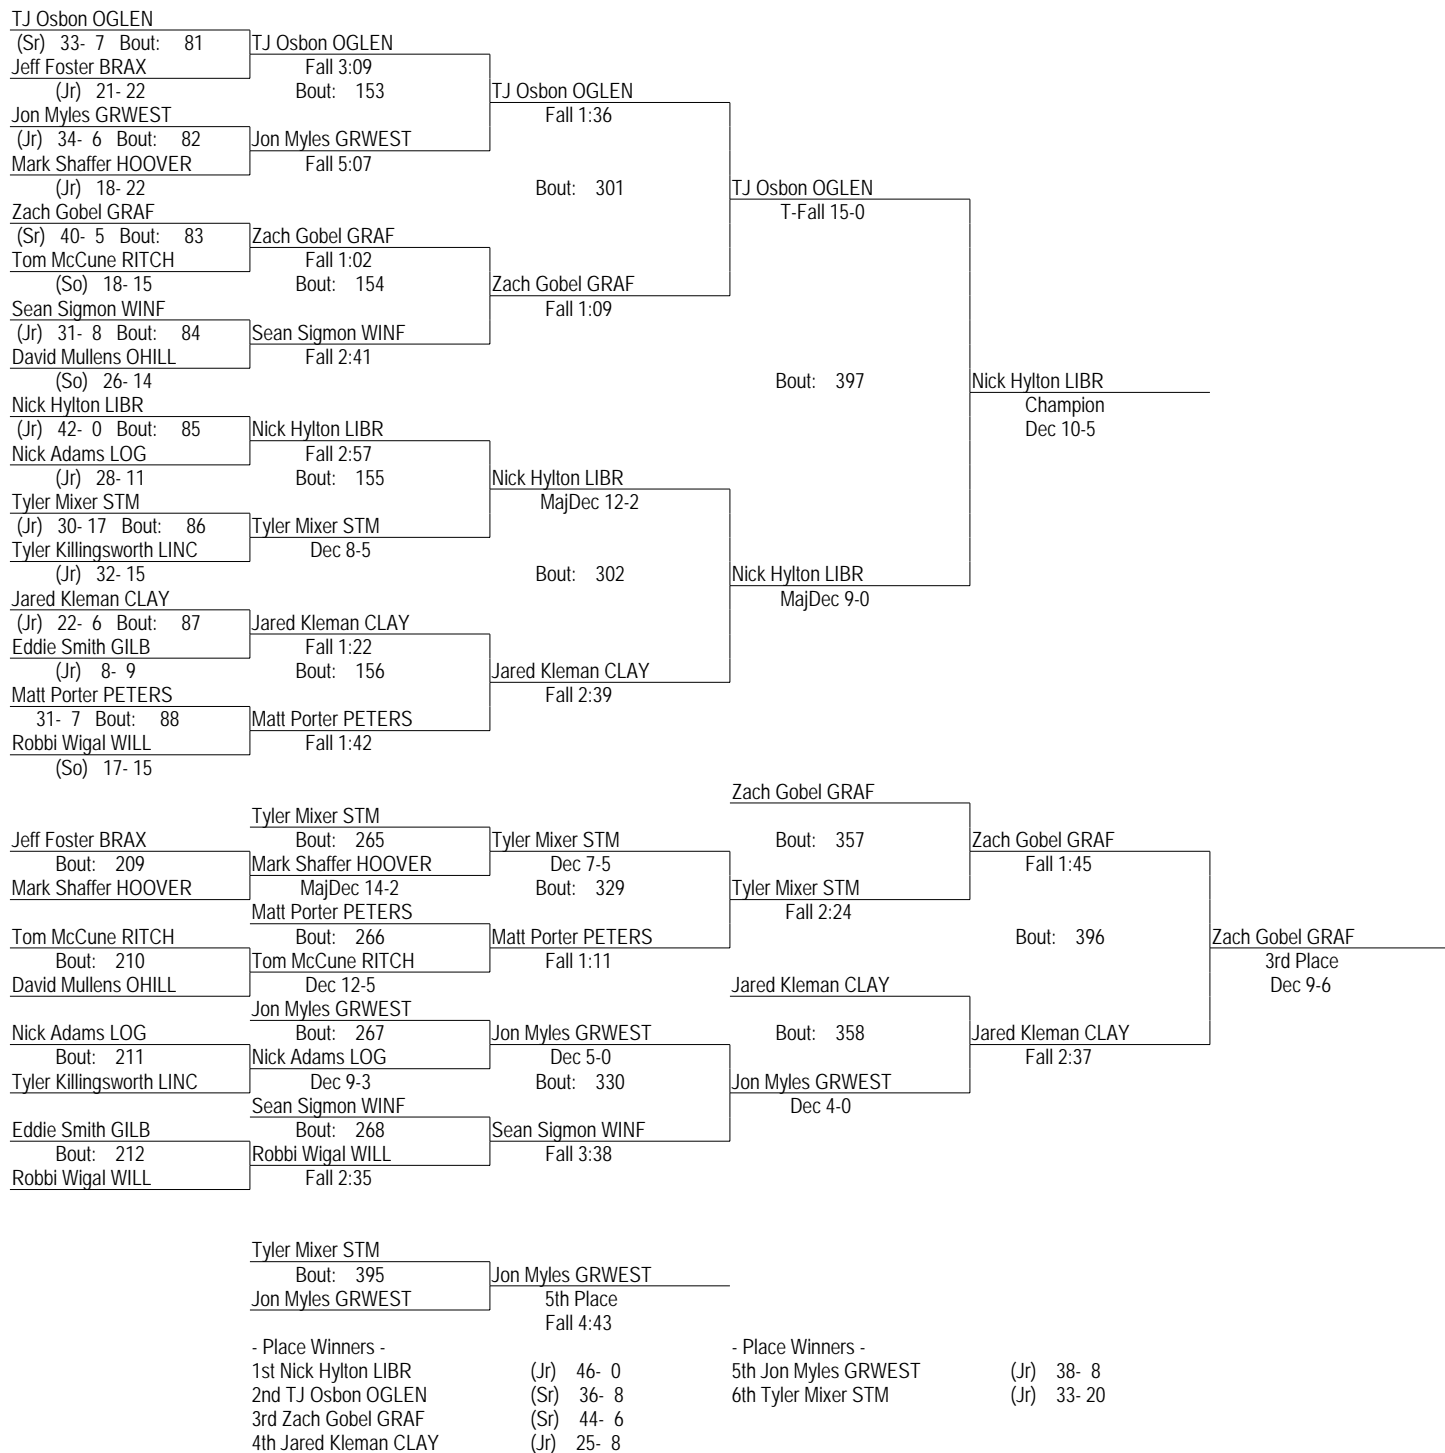 TJ Osbon OGLEN
(Sr) 33- 7 Bout: 81 TJ Osbon OGLEN
Jeff Foster BRAX Fall 3:09
(Jr) 21- 22 Bout: 153 TJ Osbon OGLEN
Jon Myles GRWEST Fall 1:36
(Jr) 34- 6 Bout: 82 Jon Myles GRWEST
Mark Shaffer HOOVER Fall 5:07
(Jr) 18- 22 Bout: 301 TJ Osbon OGLEN
Zach Gobel GRAF T-Fall 15-0
(Sr) 40- 5 Bout: 83 Zach Gobel GRAF
Tom McCune RITCH Fall 1:02
(So) 18- 15 Bout: 154 Zach Gobel GRAF
Sean Sigmon WINF Fall 1:09
(Jr) 31- 8 Bout: 84 Sean Sigmon WINF
David Mullens OHILL Fall 2:41
(So) 26- 14 Bout: 397 Nick Hylton LIBR
Nick Hylton LIBR Champion
(Jr) 42- 0 Bout: 85 Nick Hylton LIBR Dec 10-5
Nick Adams LOG Fall 2:57
(Jr) 28- 11 Bout: 155 Nick Hylton LIBR
Tyler Mixer STM MajDec 12-2
(Jr) 30- 17 Bout: 86 Tyler Mixer STM
Tyler Killingsworth LINC Dec 8-5
(Jr) 32- 15 Bout: 302 Nick Hylton LIBR
Jared Kleman CLAY MajDec 9-0
(Jr) 22- 6 Bout: 87 Jared Kleman CLAY
Eddie Smith GILB Fall 1:22
(Jr) 8- 9 Bout: 156 Jared Kleman CLAY
Matt Porter PETERS Fall 2:39
31- 7 Bout: 88 Matt Porter PETERS
Robbi Wigal WILL Fall 1:42
(So) 17- 15
Zach Gobel GRAF
Tyler Mixer STM
Jeff Foster BRAX Bout: 265 Tyler Mixer STM Bout: 357 Zach Gobel GRAF
Bout: 209 Mark Shaffer HOOVER Dec 7-5 Fall 1:45
Mark Shaffer HOOVER MajDec 14-2 Bout: 329 Tyler Mixer STM
Matt Porter PETERS Fall 2:24
Tom McCune RITCH Bout: 266 Matt Porter PETERS Bout: 396 Zach Gobel GRAF
Bout: 210 Tom McCune RITCH Fall 1:11 3rd Place
David Mullens OHILL Dec 12-5 Jared Kleman CLAY Dec 9-6
Jon Myles GRWEST
Nick Adams LOG Bout: 267 Jon Myles GRWEST Bout: 358 Jared Kleman CLAY
Bout: 211 Nick Adams LOG Dec 5-0 Fall 2:37
Tyler Killingsworth LINC Dec 9-3 Bout: 330 Jon Myles GRWEST
Sean Sigmon WINF Dec 4-0
Eddie Smith GILB Bout: 268 Sean Sigmon WINF
Bout: 212 Robbi Wigal WILL Fall 3:38
Robbi Wigal WILL Fall 2:35
Tyler Mixer STM
Bout: 395 Jon Myles GRWEST
Jon Myles GRWEST 5th Place
Fall 4:43
- Place Winners - - Place Winners -
1st Nick Hylton LIBR (Jr) 46- 0 5th Jon Myles GRWEST (Jr) 38- 8
2nd TJ Osbon OGLEN (Sr) 36- 8 6th Tyler Mixer STM (Jr) 33- 20
3rd Zach Gobel GRAF (Sr) 44- 6
4th Jared Kleman CLAY (Jr) 25- 8